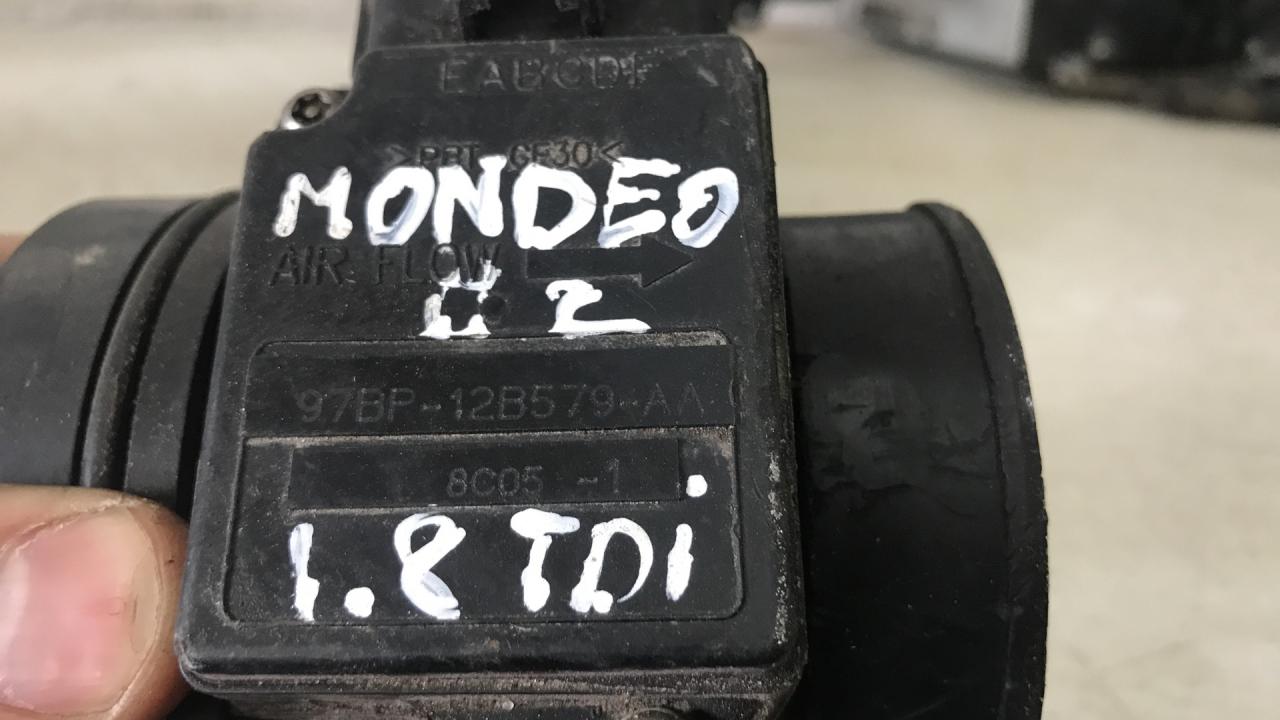 EABCDF
>PBT GF30<
MONDEO
AIR FLOW
2
97BP-12B579-AA
8C05 -1
1.8 TDi